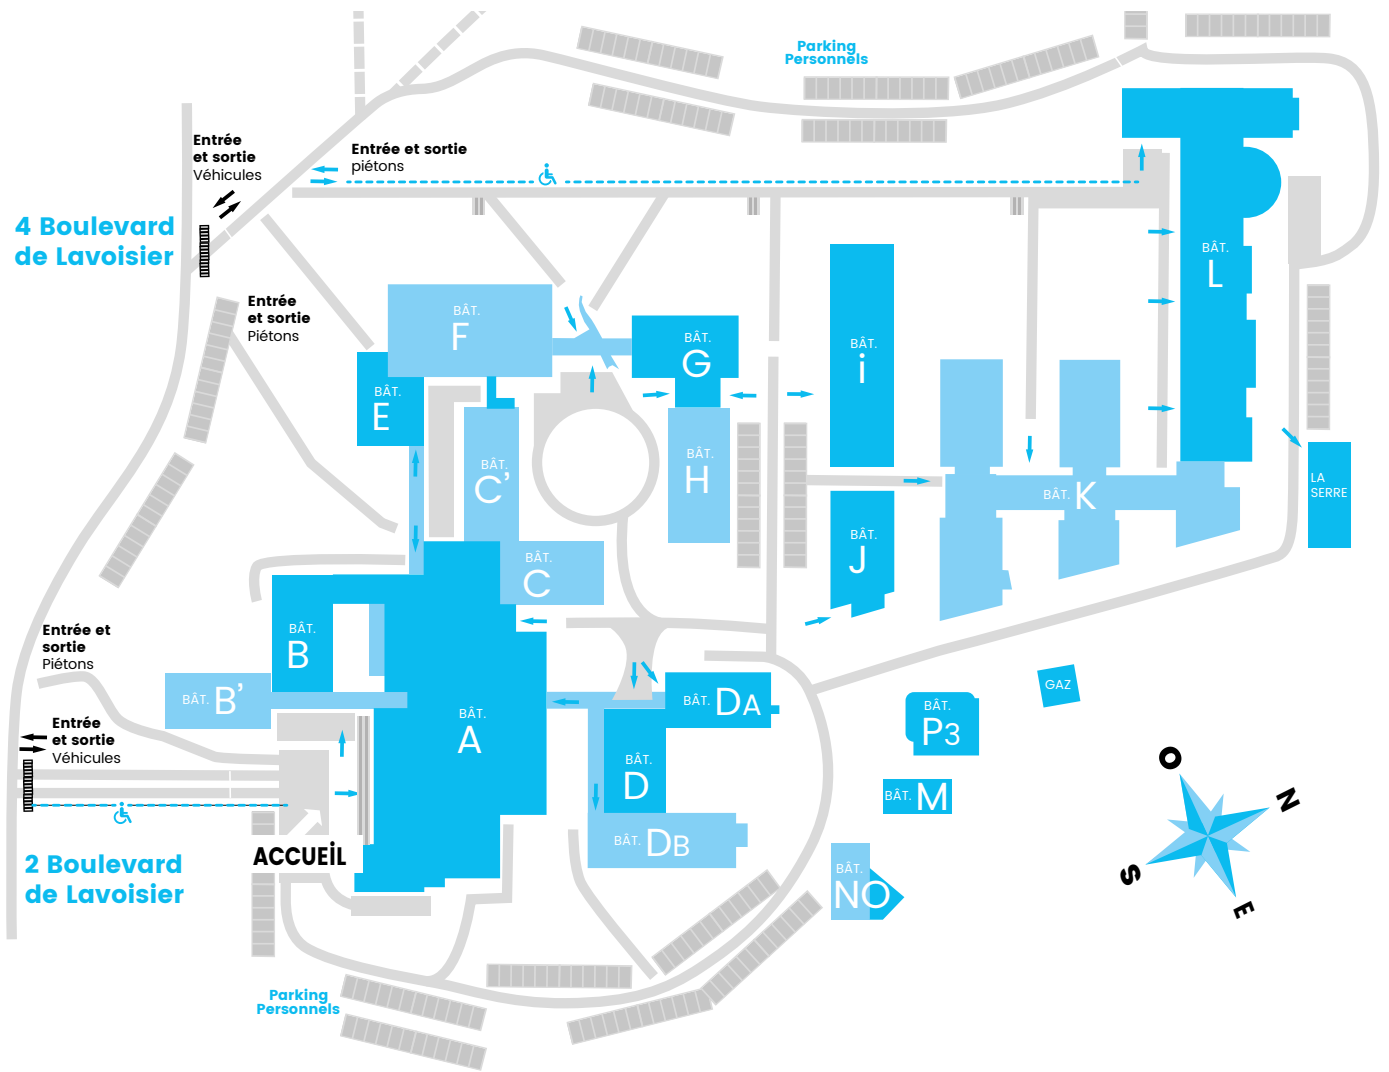 Parking
Personnels
Entrée
et sortie
Véhicules
Entrée et sortie
piétons
4 Boulevard
de Lavoisier
Entrée
et sortie
Piétons
BÂT.
F
BÂT.
G
BÂT.
E
BÂT.
i
BÂT.
L
BÂT.
C’
BÂT.
H
BÂT. K
LA
SERRE
BÂT.
J
BÂT.
C
Entrée et
sortie
Piétons
BÂT.
B
BÂT. B’
BÂT.
A
BÂT. DA
BÂT.
D
BÂT. DB
GAZ
BÂT.
P3
BÂT. M
BÂT.
NO
Entrée
et sortie
Véhicules
2 Boulevard
de Lavoisier
ACCUEİL
O
N
S
E
Parking
Personnels